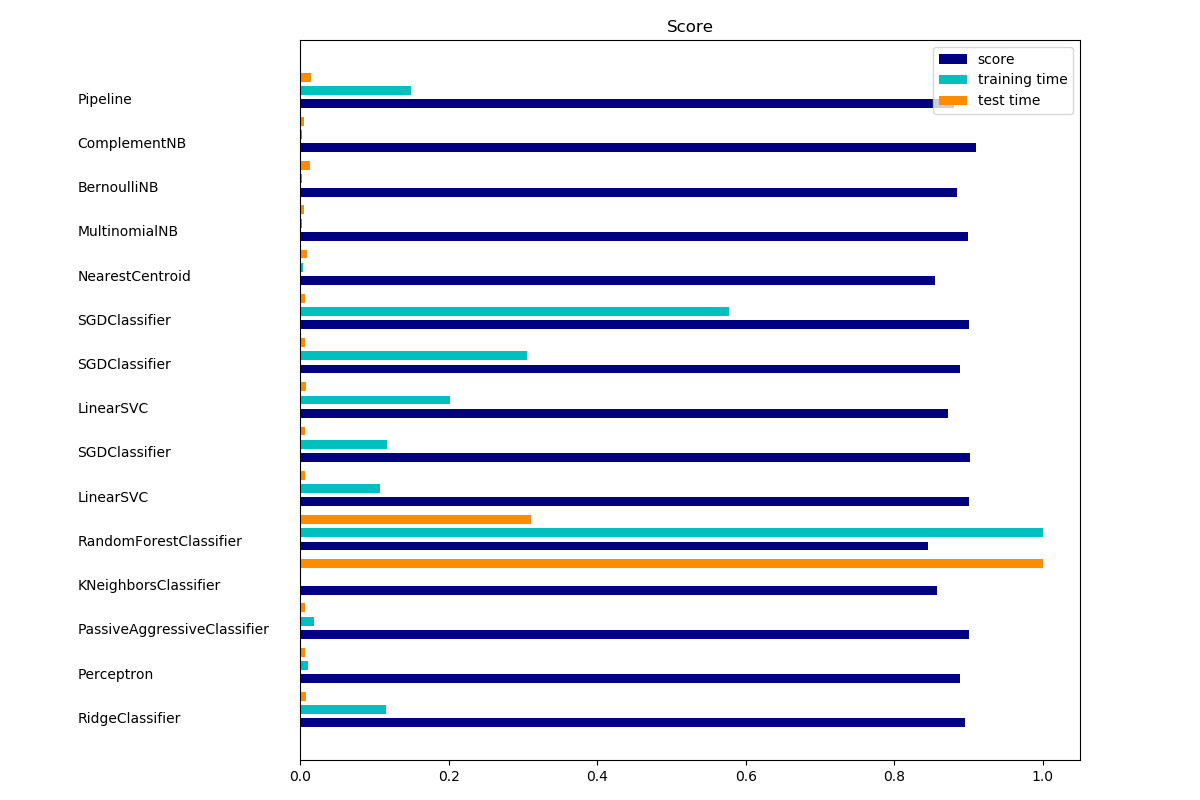 Score
score
training time
test time
Pipeline
ComplementNB
BernoulliNB
MultinomialNB
NearestCentroid
SGDClassifier
SGDClassifier
LinearSVC
SGDClassifier
LinearSVC
RandomForestClassifier
KNeighborsClassifier
PassiveAggressiveClassifier
Perceptron
RidgeClassifier
0.0 0.2 0.4 0.6 0.8 1.0